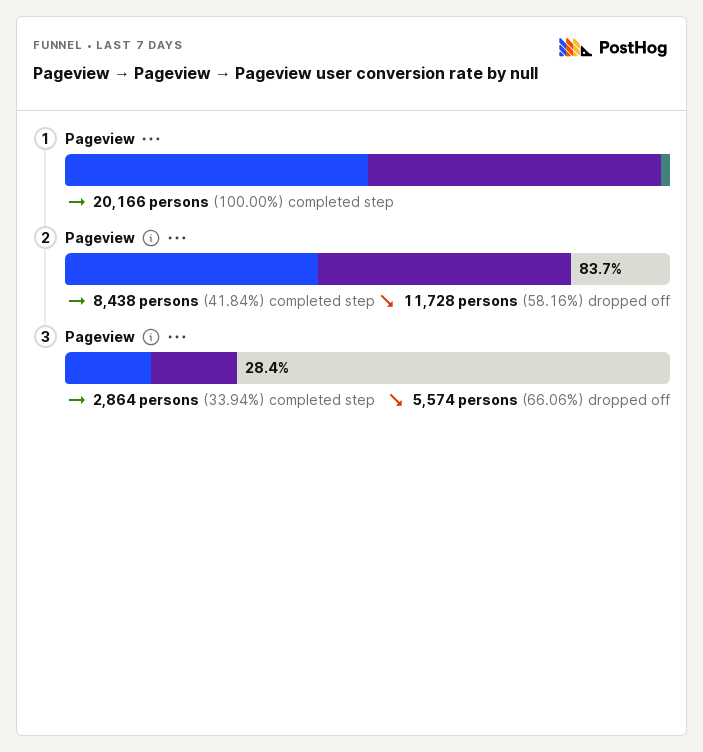 FUNNEL • LAST 7 DAYS
PostHog
Pageview → Pageview → Pageview user conversion rate by null
1 Pageview •••
→ 20,166 persons (100.00%) completed step
2 Pageview ⓘ •••
83.7%
→ 8,438 persons (41.84%) completed step ↘ 11,728 persons (58.16%) dropped off
3 Pageview ⓘ •••
28.4%
→ 2,864 persons (33.94%) completed step ↘ 5,574 persons (66.06%) dropped off